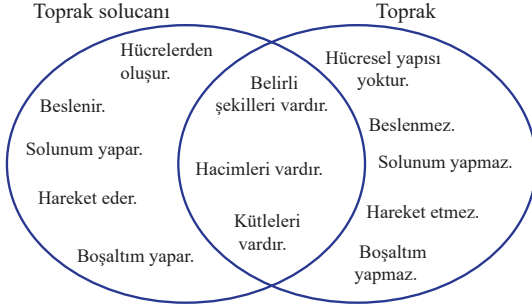 Toprak solucanı
Toprak
Hücrelerden
oluşur.
Beslenir.
Solunum yapar.
Hareket eder.
Boşaltım yapar.
Belirli
şekilleri vardır.
Hacimleri vardır.
Kütleleri
vardır.
Hücresel yapısı
yoktur.
Beslenmez.
Solunum yapmaz.
Hareket etmez.
Boşaltım
yapmaz.